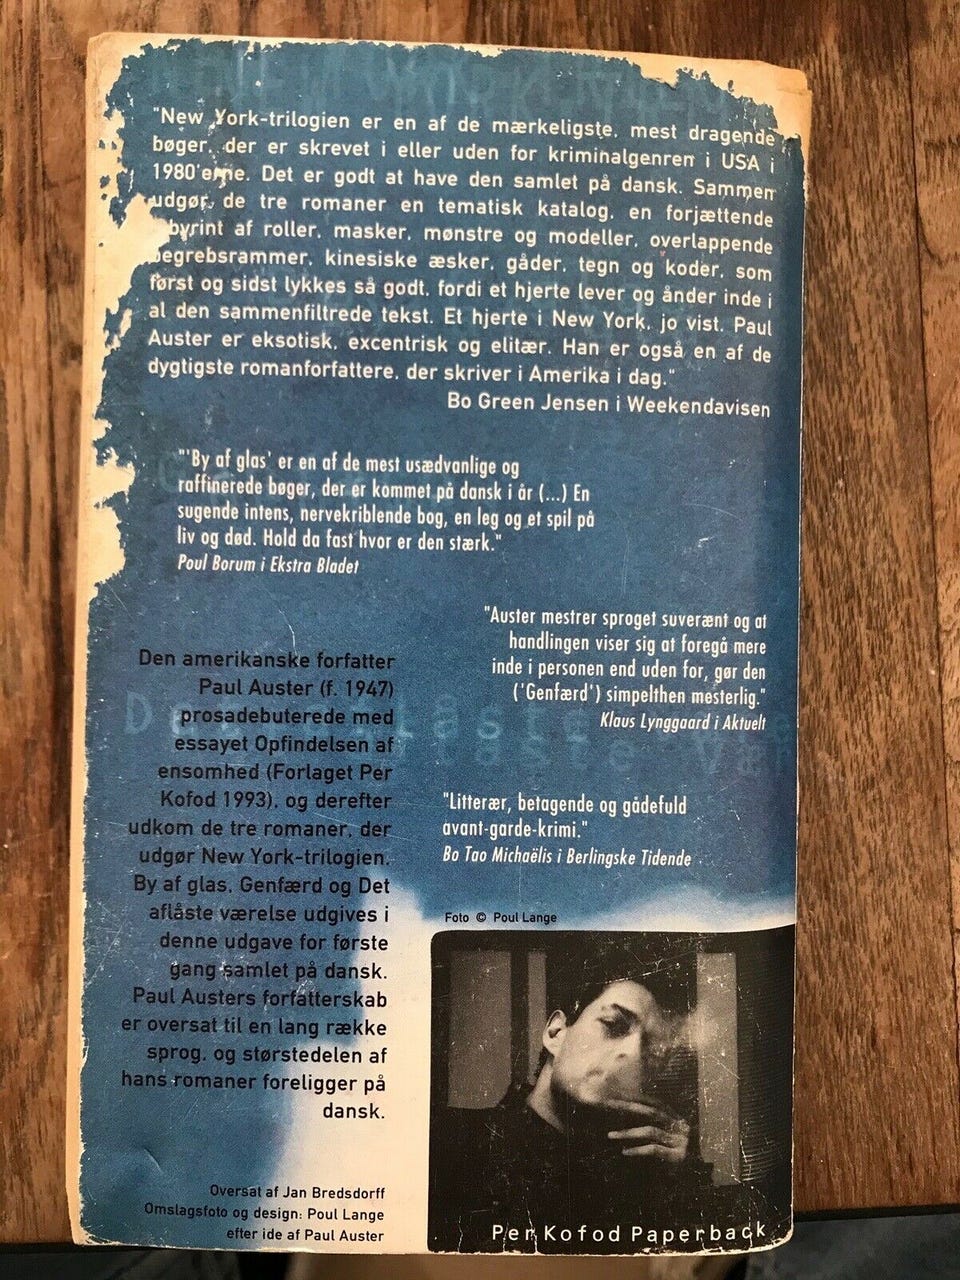 "New York-trilogien er en af de mærkeligste, mest dragende
bøger, der er skrevet i eller uden for kriminalgenren i USA i
1980'erne. Det er godt at have den samlet på dansk. Sammen
udgør, de tre romaner en tematisk katalog, en forjættende
labyrint af roller, masker, mønstre og modeller, overlappende
begrebsrammer, kinesiske æsker, gåder, tegn og koder, som
først og sidst lykkes så godt, fordi et hjerte lever og ånder inde i
al den sammenfiltrede tekst. Et hjerte i New York, jo vist. Paul
Auster er eksotisk, excentrisk og elitær. Han er også en af de
dygtigste romanforfattere, der skriver i Amerika i dag."
Bo Green Jensen i Weekendavisen
"'By af glas' er en af de mest usædvanlige og
raffinerede bøger, der er kommet på dansk i år (...) En
sugende intens, nervekriblende bog, en leg og et spil på
liv og død. Hold da fast hvor er den stærk."
Poul Borum i Ekstra Bladet
"Auster mestrer sproget suverænt og at
handlingen viser sig at foregå mere
inde i personen end uden for, gør den
('Genfærd') simpelthen mesterlig."
Klaus Lynggaard i Aktuelt
Den amerikanske forfatter
Paul Auster (f. 1947)
prosadebuterede med
essayet Opfindelsen af
ensomhed (Forlaget Per
Kofod 1993), og derefter
udkom de tre romaner, der
udgør New York-trilogien.
By af glas, Genfærd og Det
aflåste værelse udgives i
denne udgave for første
gang samlet på dansk.
Paul Austers forfatterskab
er oversat til en lang række
sprog, og størstedelen af
hans romaner foreligger på
dansk.
"Litterær, betagende og gådefuld
avant-garde-krimi."
Bo Tao Michaëlis i Berlingske Tidende
Foto © Poul Lange
Oversat af Jan Bredsdorff
Omslagsfoto og design: Poul Lange
efter ide af Paul Auster
Per Kofod Paperback